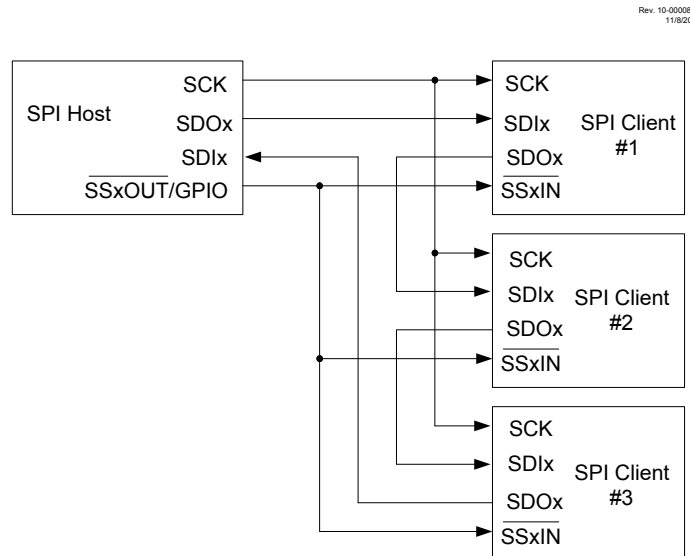 Rev. 10-00008
11/8/20
SPI Host
SCK
SDOx
SDIx
SSxOUT/GPIO
SCK
SDIx
SDOx
SSxIN
SPI Client
#1
SCK
SDIx
SDOx
SSxIN
SPI Client
#2
SCK
SDIx
SDOx
SSxIN
SPI Client
#3